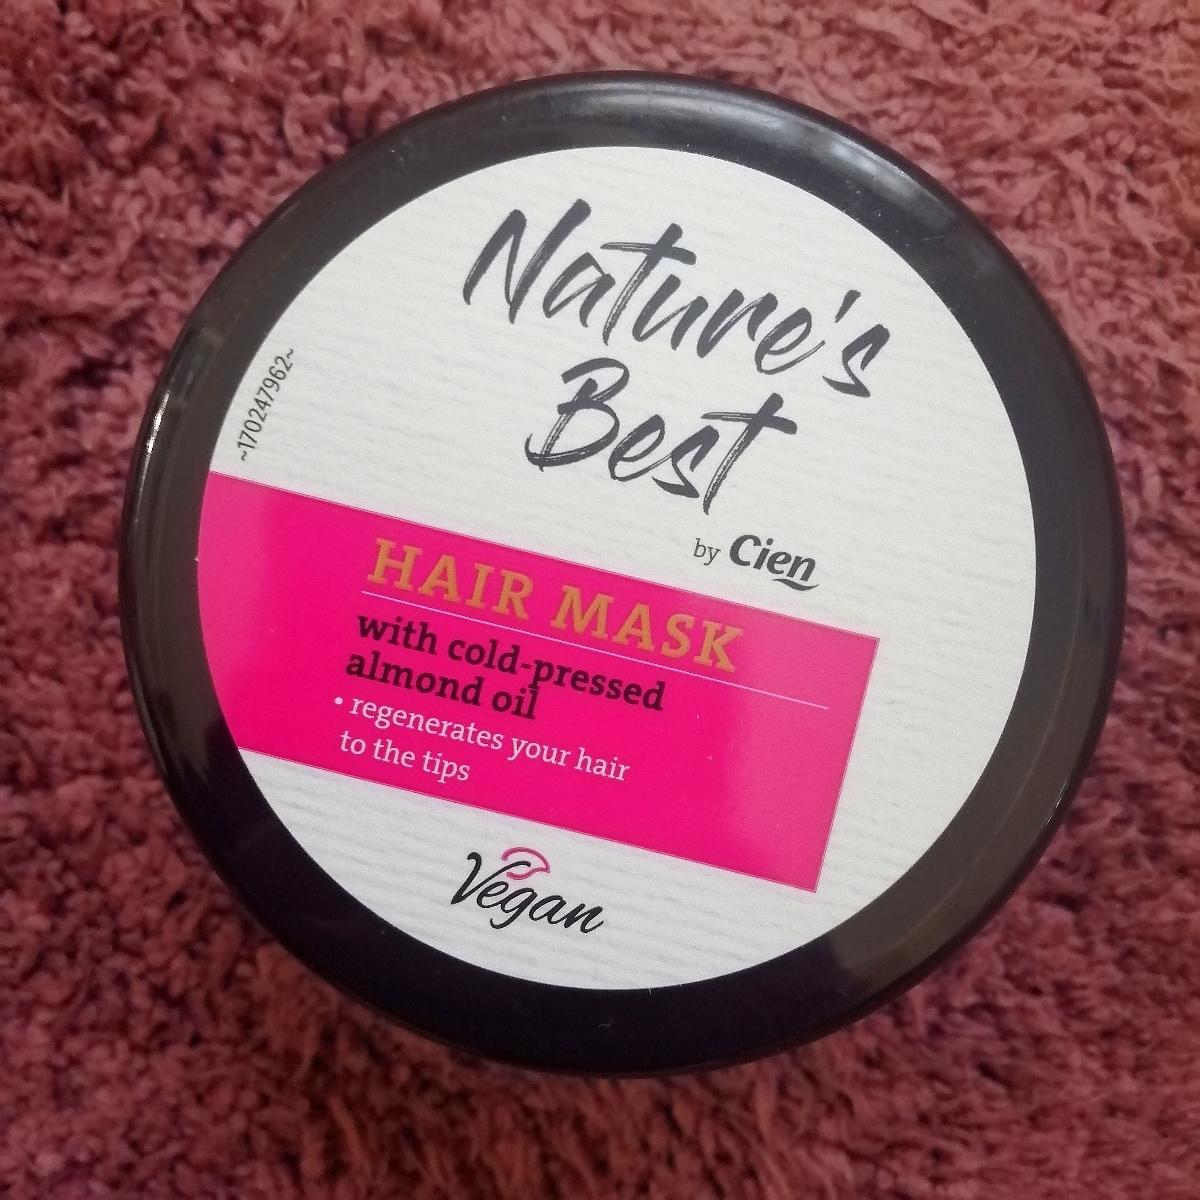 Nature's
Best
by Cien
~170247962~
HAIR MASK
with cold-pressed
almond oil
• regenerates your hair
to the tips
Vegan